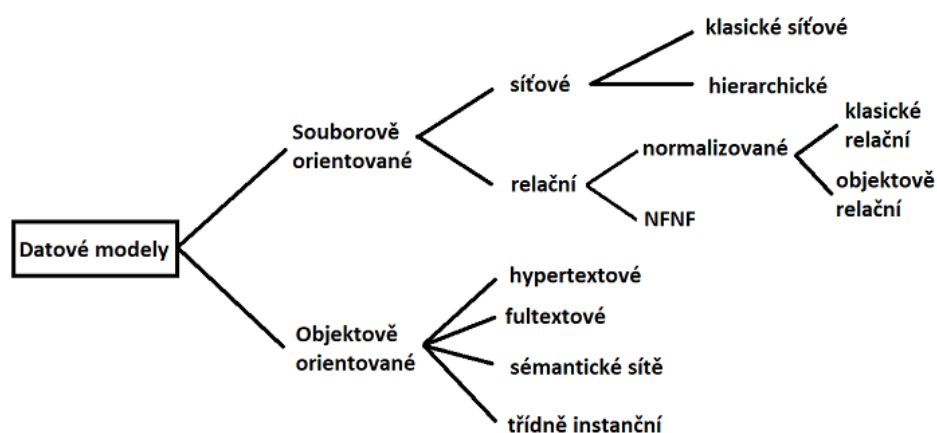 klasické síťové
síťové
hierarchické
klasické
relační
Souborově
orientované
normalizované
relační
objektově
relační
NFNF
Datové modely
hypertextové
fultextové
Objektově
orientované
sémantické sítě
třídně instanční